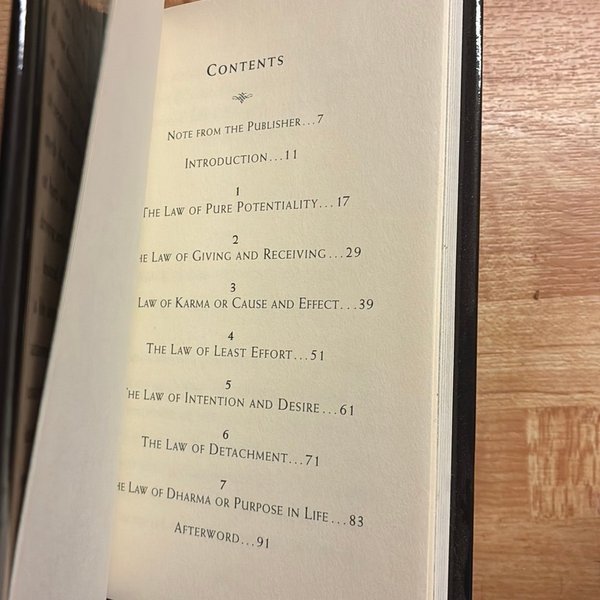 Contents
Note from the Publisher...7
Introduction...11
1
The Law of Pure Potentiality...17
2
Law of Giving and Receiving...29
3
Law of Karma or Cause and Effect...39
4
The Law of Least Effort...51
5
The Law of Intention and Desire...61
6
The Law of Detachment...71
7
Law of Dharma or Purpose in Life...83
Afterword...91